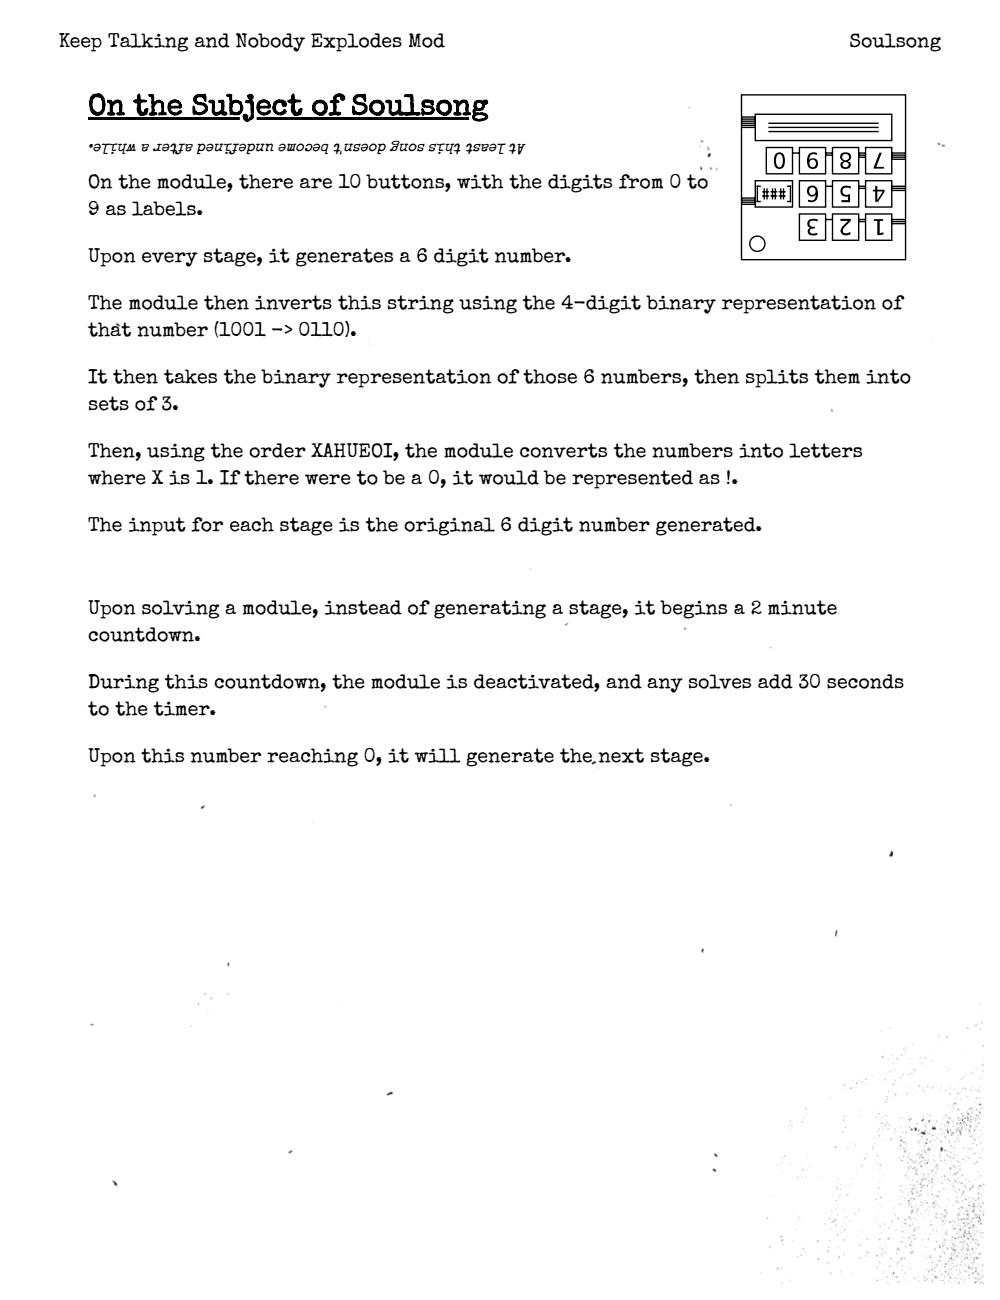 Keep Talking and Nobody Explodes Mod
Soulsong
On the Subject of Soulsong
At least this song doesn't become undefined after a while.
On the module, there are 10 buttons, with the digits from 0 to
9 as labels.
Upon every stage, it generates a 6 digit number.
The module then inverts this string using the 4-digit binary representation of
that number (1001 -> 0110).
It then takes the binary representation of those 6 numbers, then splits them into
sets of 3.
Then, using the order XAHUEOI, the module converts the numbers into letters
where X is 1. If there were to be a 0, it would be represented as !.
The input for each stage is the original 6 digit number generated.
Upon solving a module, instead of generating a stage, it begins a 2 minute
countdown.
During this countdown, the module is deactivated, and any solves add 30 seconds
to the timer.
Upon this number reaching 0, it will generate the next stage.
0 9 8 7
[###] 6 5 4
3 2 1